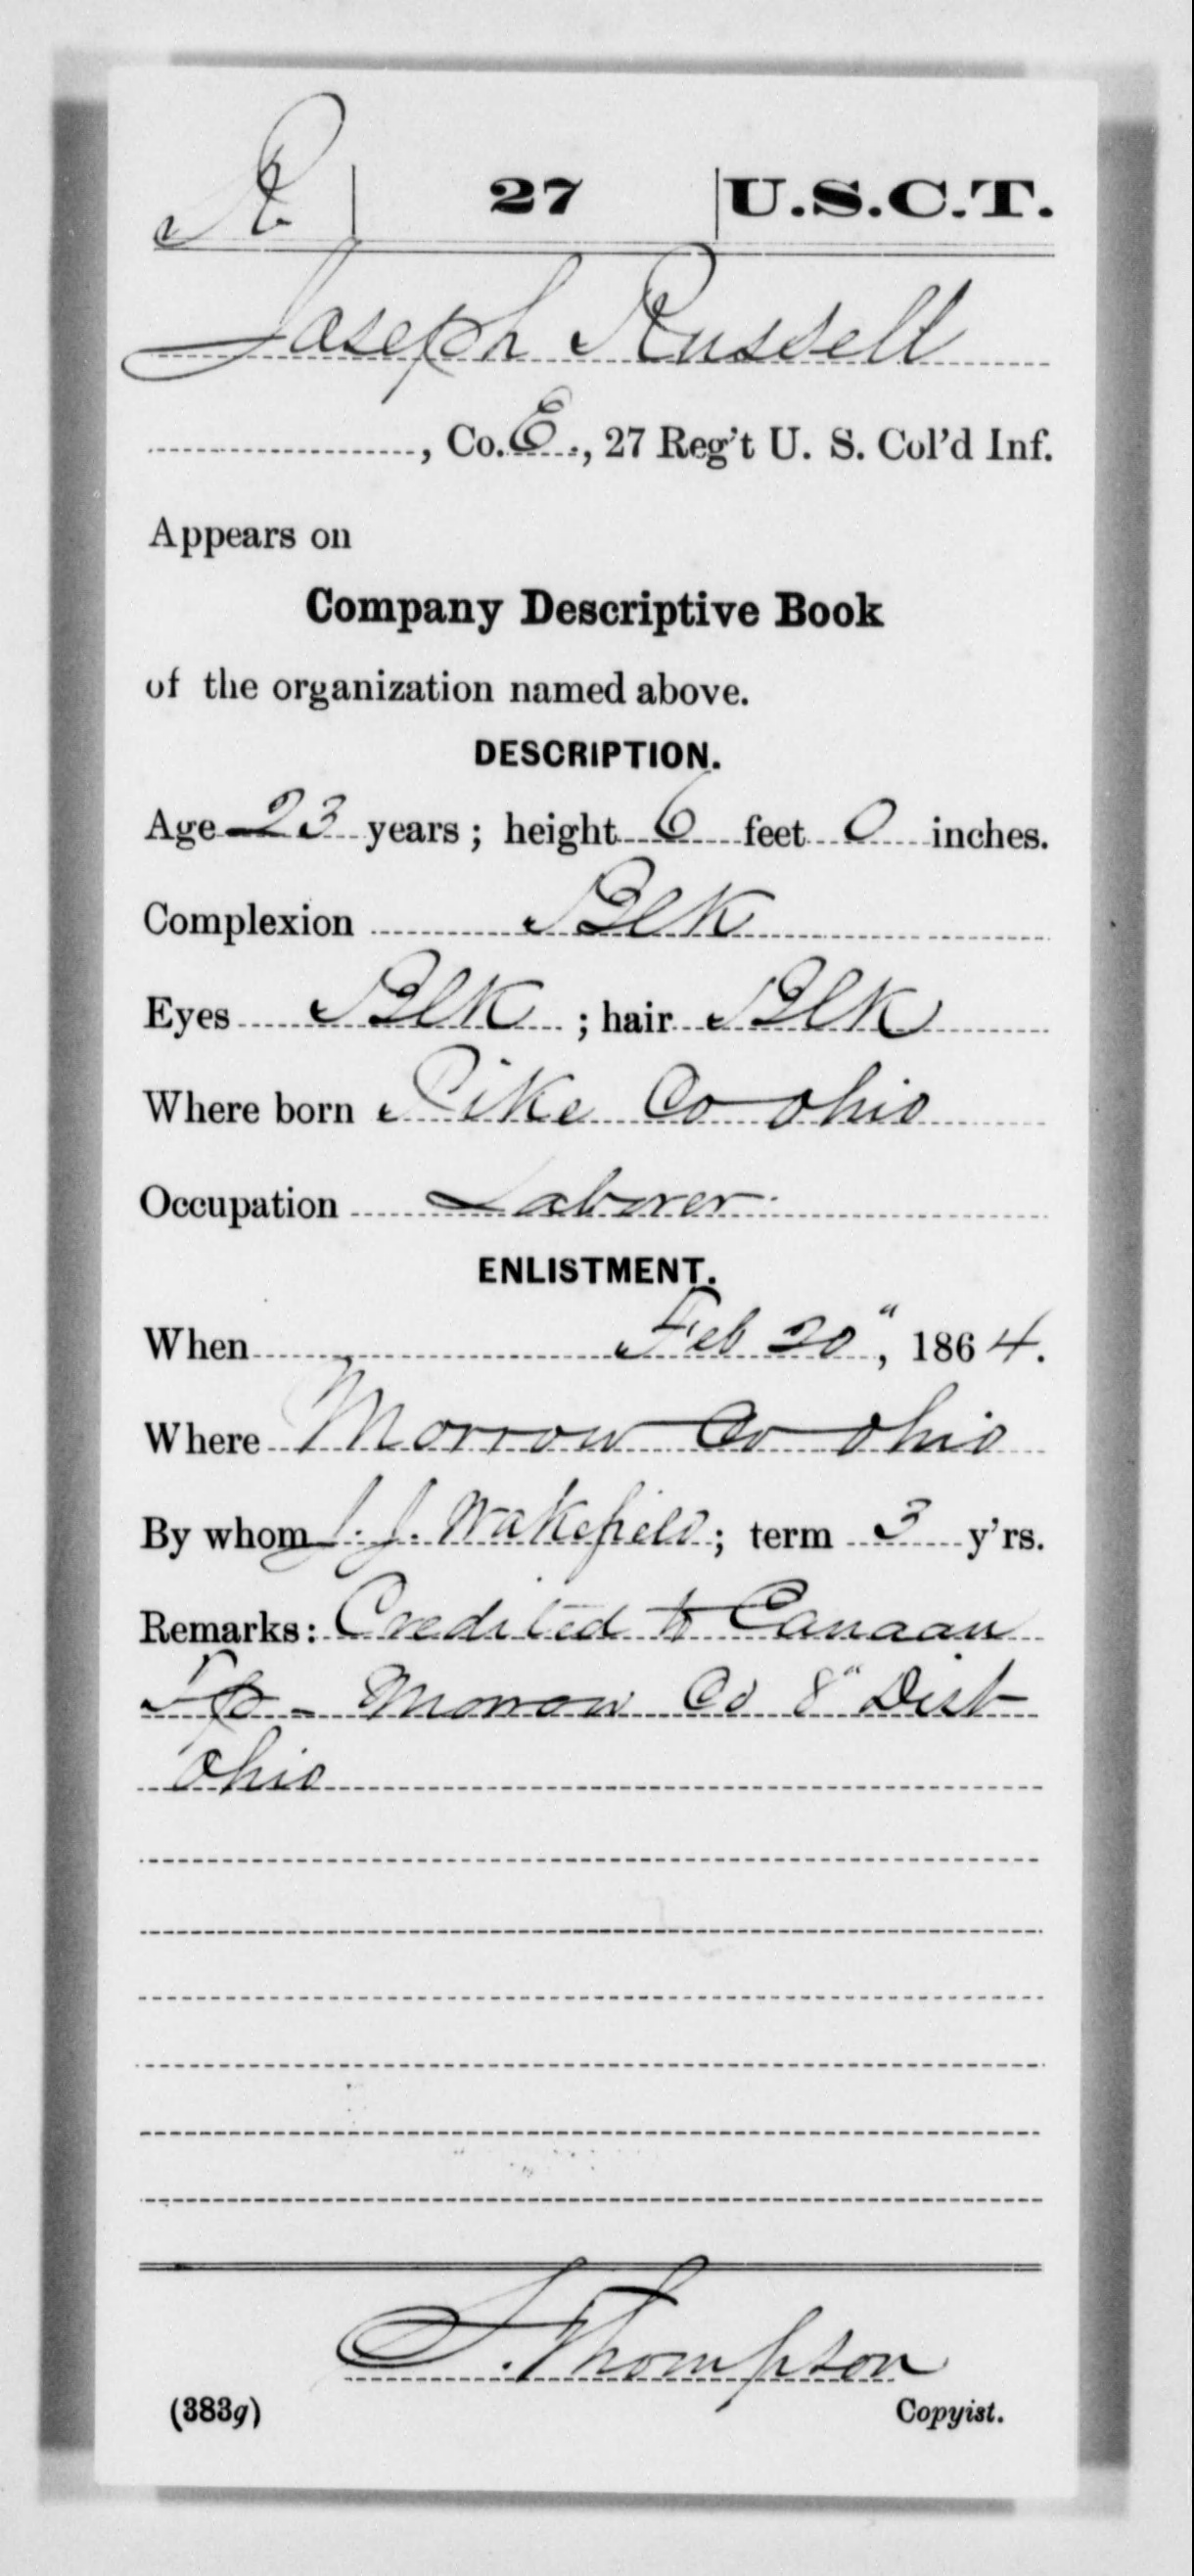 R | 27 | U.S.C.T.
Joseph Russell
, Co. E, 27 Reg't U. S. Col'd Inf.
Appears on
Company Descriptive Book
of the organization named above.
DESCRIPTION.
Age 23 years; height 6 feet 0 inches.
Complexion Blk
Eyes Blk; hair Blk
Where born Pike Co Ohio
Occupation Laborer
ENLISTMENT.
When Feb 20", 1864.
Where Morrow Co Ohio
By whom J. J. Wakefield; term 3 y'rs.
Remarks: Credited to Canaan
Tp - Morrow Co 8" Dist
Ohio
S. Thompson
(383g) Copyist.